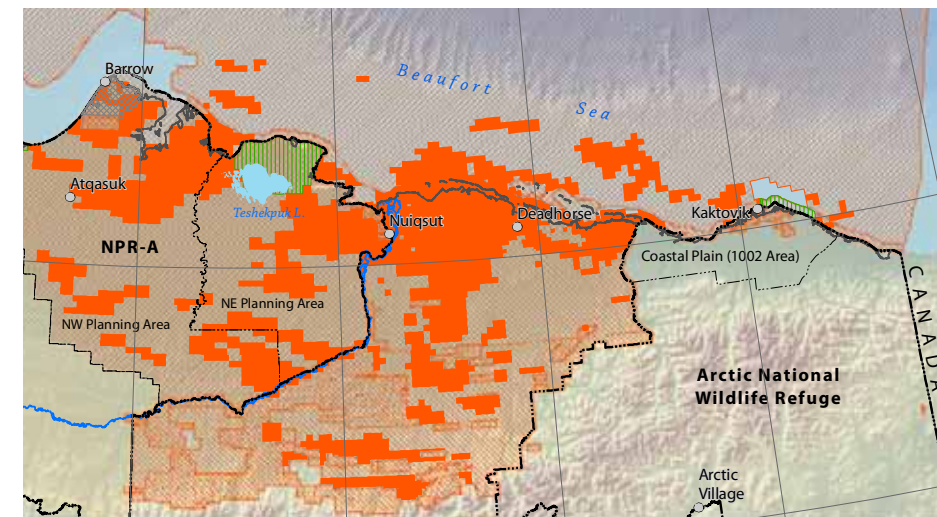 Barrow
Beaufort
Sea
Atqasuk
Teshekpuk L.
Nuiqsut
Deadhorse
Kaktovik
NPR-A
Coastal Plain (1002 Area)
NE Planning Area
NW Planning Area
CANADA
Arctic National
Wildlife Refuge
Arctic
Village